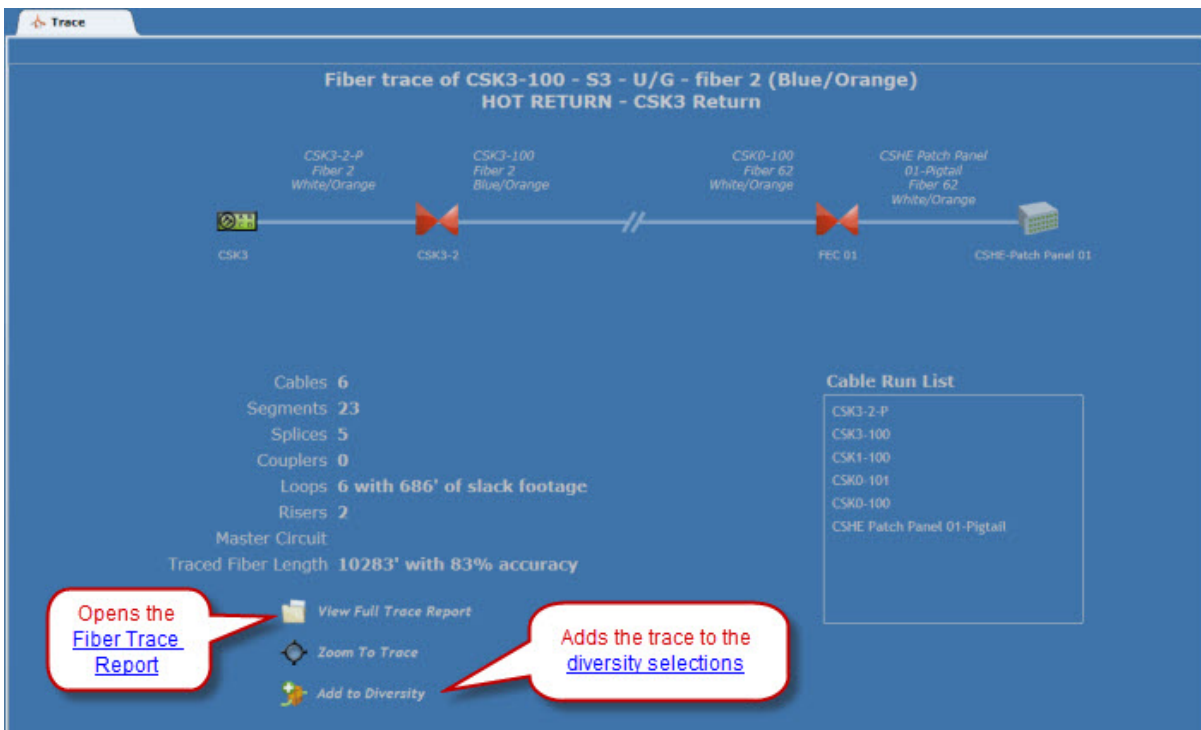 Trace
Fiber trace of CSK3-100 - S3 - U/G - fiber 2 (Blue/Orange)
HOT RETURN - CSK3 Return
CSK3-2-P
Fiber 2
White/Orange
CSK3-100
Fiber 2
Blue/Orange
CSK0-100
Fiber 62
White/Orange
CSHE Patch Panel
01-Pigtail
Fiber 62
White/Orange
CSK3
CSK3-2
FEC 01
CSHE-Patch Panel 01
Cables 6
Segments 23
Splices 5
Couplers 0
Loops 6 with 686' of slack footage
Risers 2
Master Circuit
Traced Fiber Length 10283' with 83% accuracy
Cable Run List
CSK3-2-P
CSK3-100
CSK1-100
CSK0-101
CSK0-100
CSHE Patch Panel 01-Pigtail
View Full Trace Report
Zoom To Trace
Add to Diversity
Opens the
Fiber Trace
Report
Adds the trace to the
diversity selections